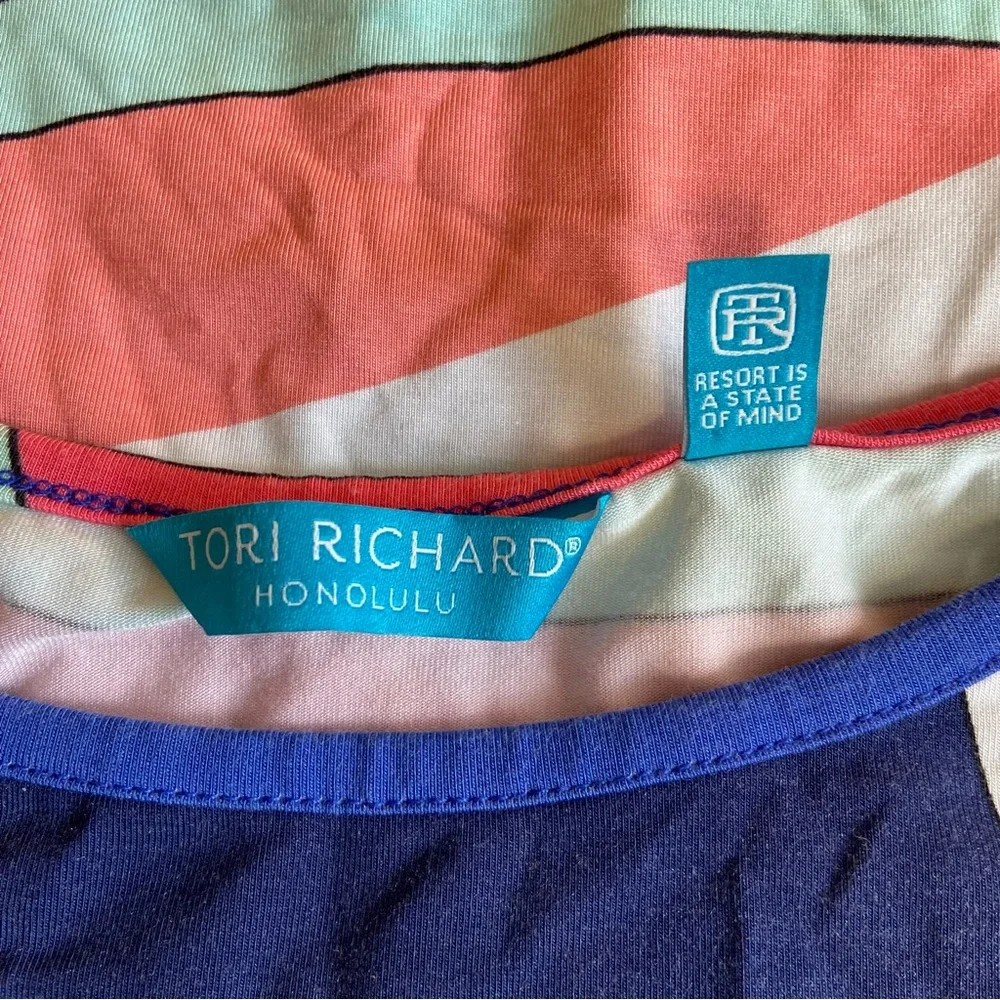 TR
RESORT IS
A STATE
OF MIND
TORI RICHARD®
HONOLULU